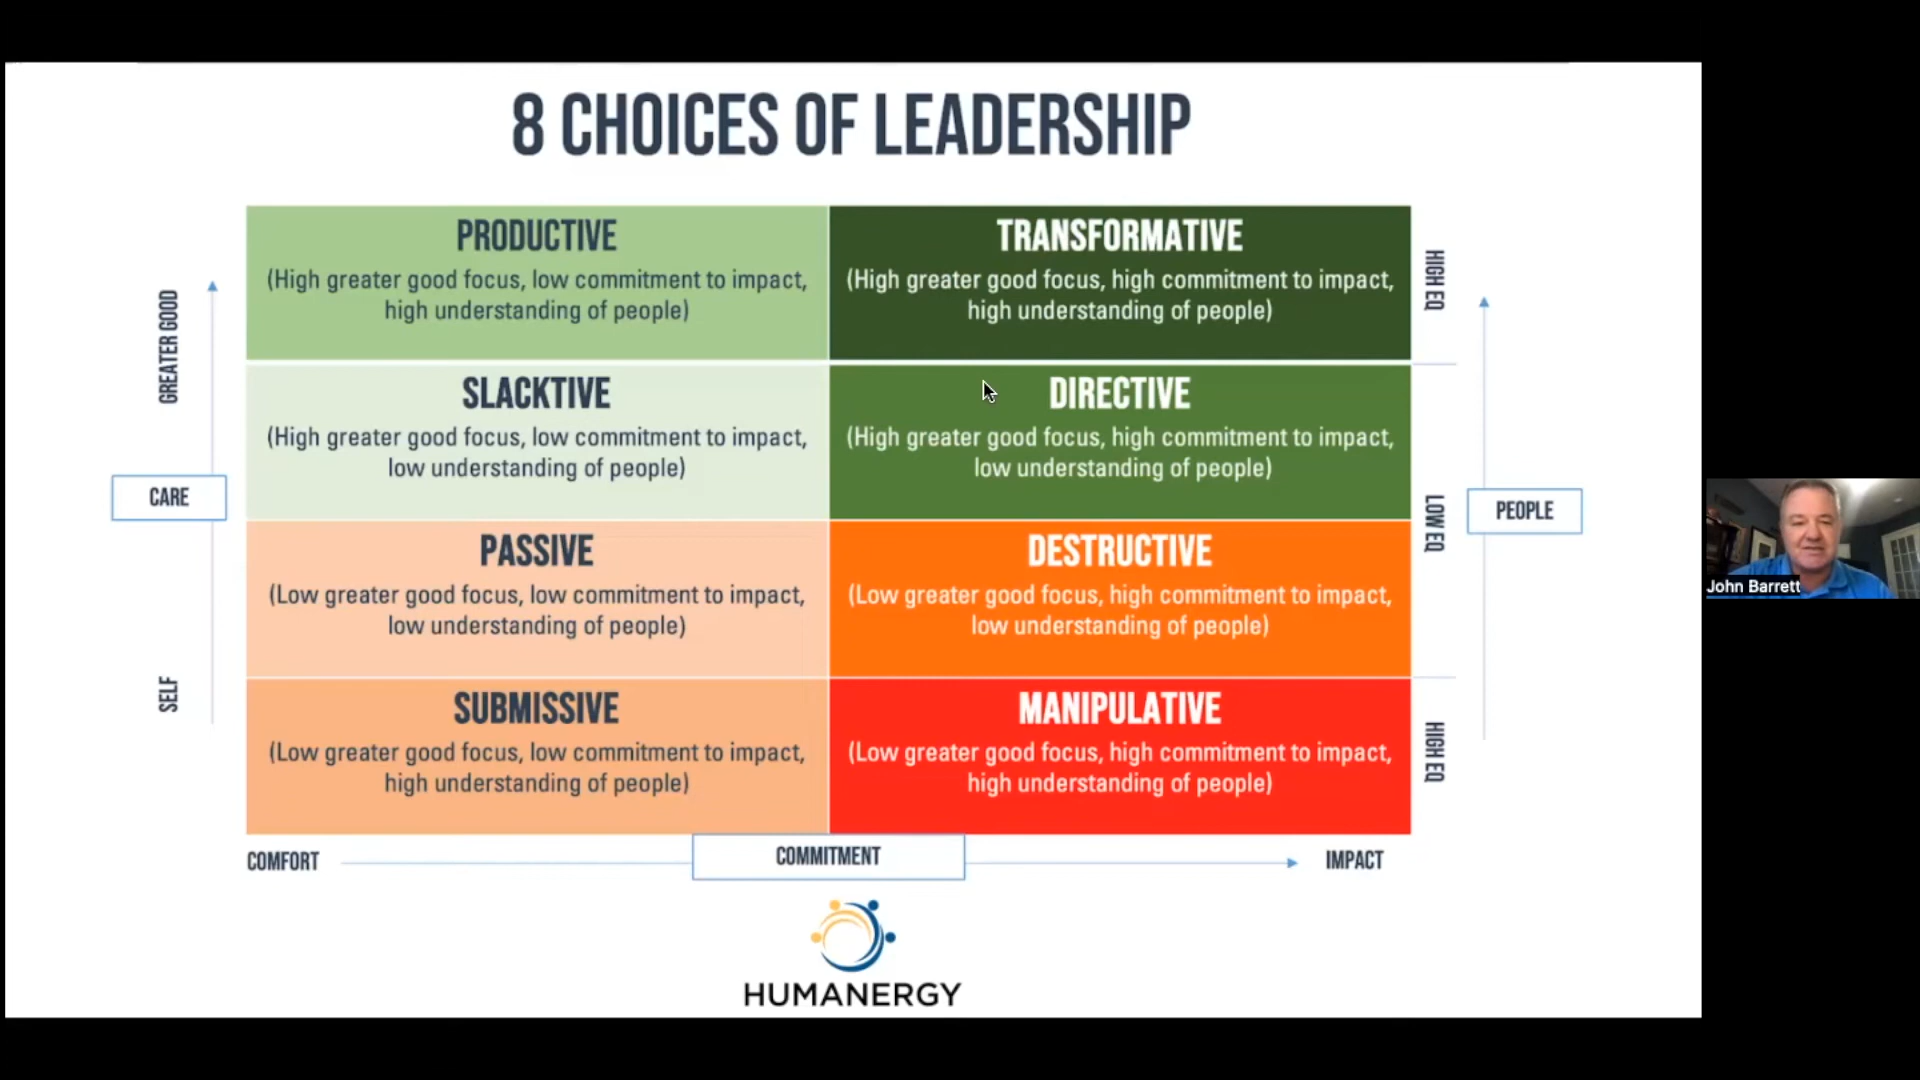 8 CHOICES OF LEADERSHIP
PRODUCTIVE
(High greater good focus, low commitment to impact,
high understanding of people)
TRANSFORMATIVE
(High greater good focus, high commitment to impact,
high understanding of people)
HIGH EQ
GREATER GOOD
SLACKTIVE
(High greater good focus, low commitment to impact,
low understanding of people)
DIRECTIVE
(High greater good focus, high commitment to impact,
low understanding of people)
CARE
LOW EQ
PEOPLE
PASSIVE
(Low greater good focus, low commitment to impact,
low understanding of people)
DESTRUCTIVE
(Low greater good focus, high commitment to impact,
low understanding of people)
John Barrett
SELF
SUBMISSIVE
(Low greater good focus, low commitment to impact,
high understanding of people)
MANIPULATIVE
(Low greater good focus, high commitment to impact,
high understanding of people)
HIGH EQ
COMFORT
COMMITMENT
IMPACT
HUMANERGY